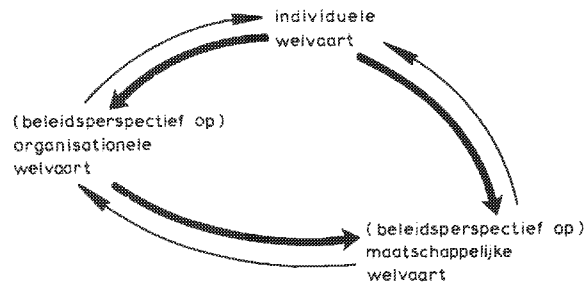 individuele
welvaart
(beleidsperspectief op)
organisationele
welvaart
(beleidsperspectief op)
maatschappelijke
welvaart